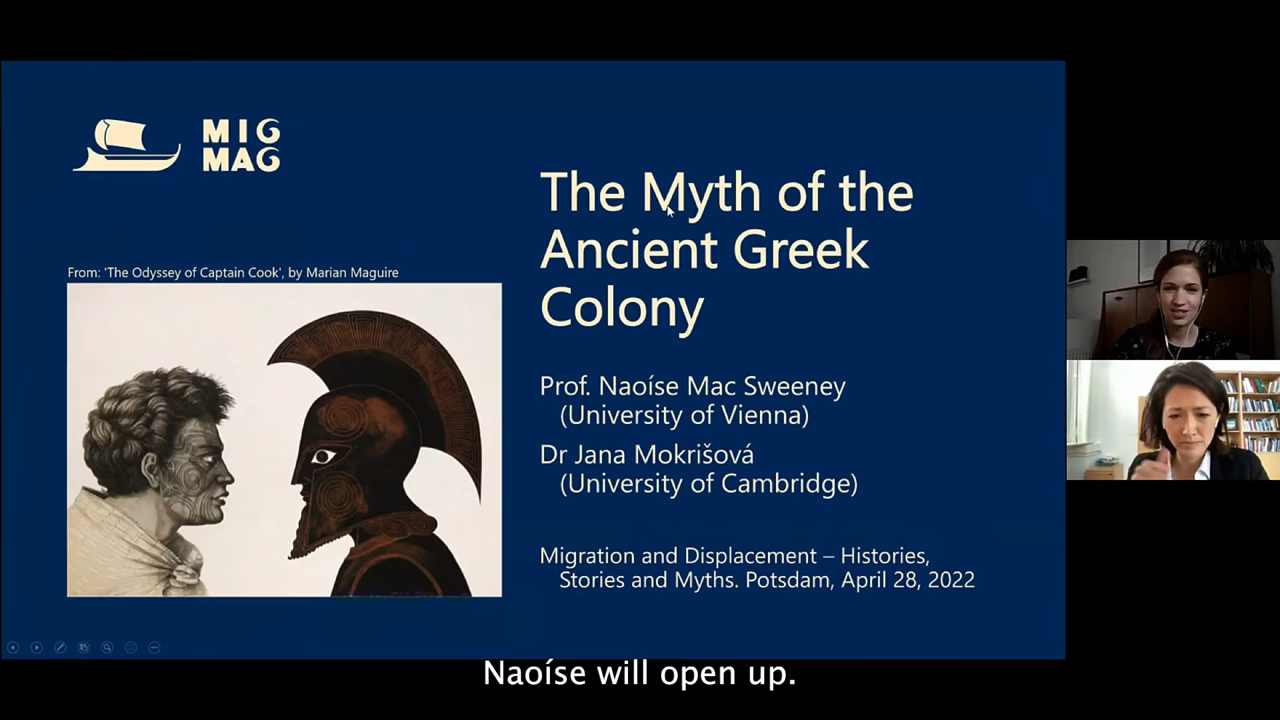 MIG
MAG
The Myth of the
Ancient Greek
Colony
From: 'The Odyssey of Captain Cook', by Marian Maguire
Prof. Naoíse Mac Sweeney
(University of Vienna)
Dr Jana Mokrišová
(University of Cambridge)
Migration and Displacement – Histories,
Stories and Myths. Potsdam, April 28, 2022
Naoíse will open up.